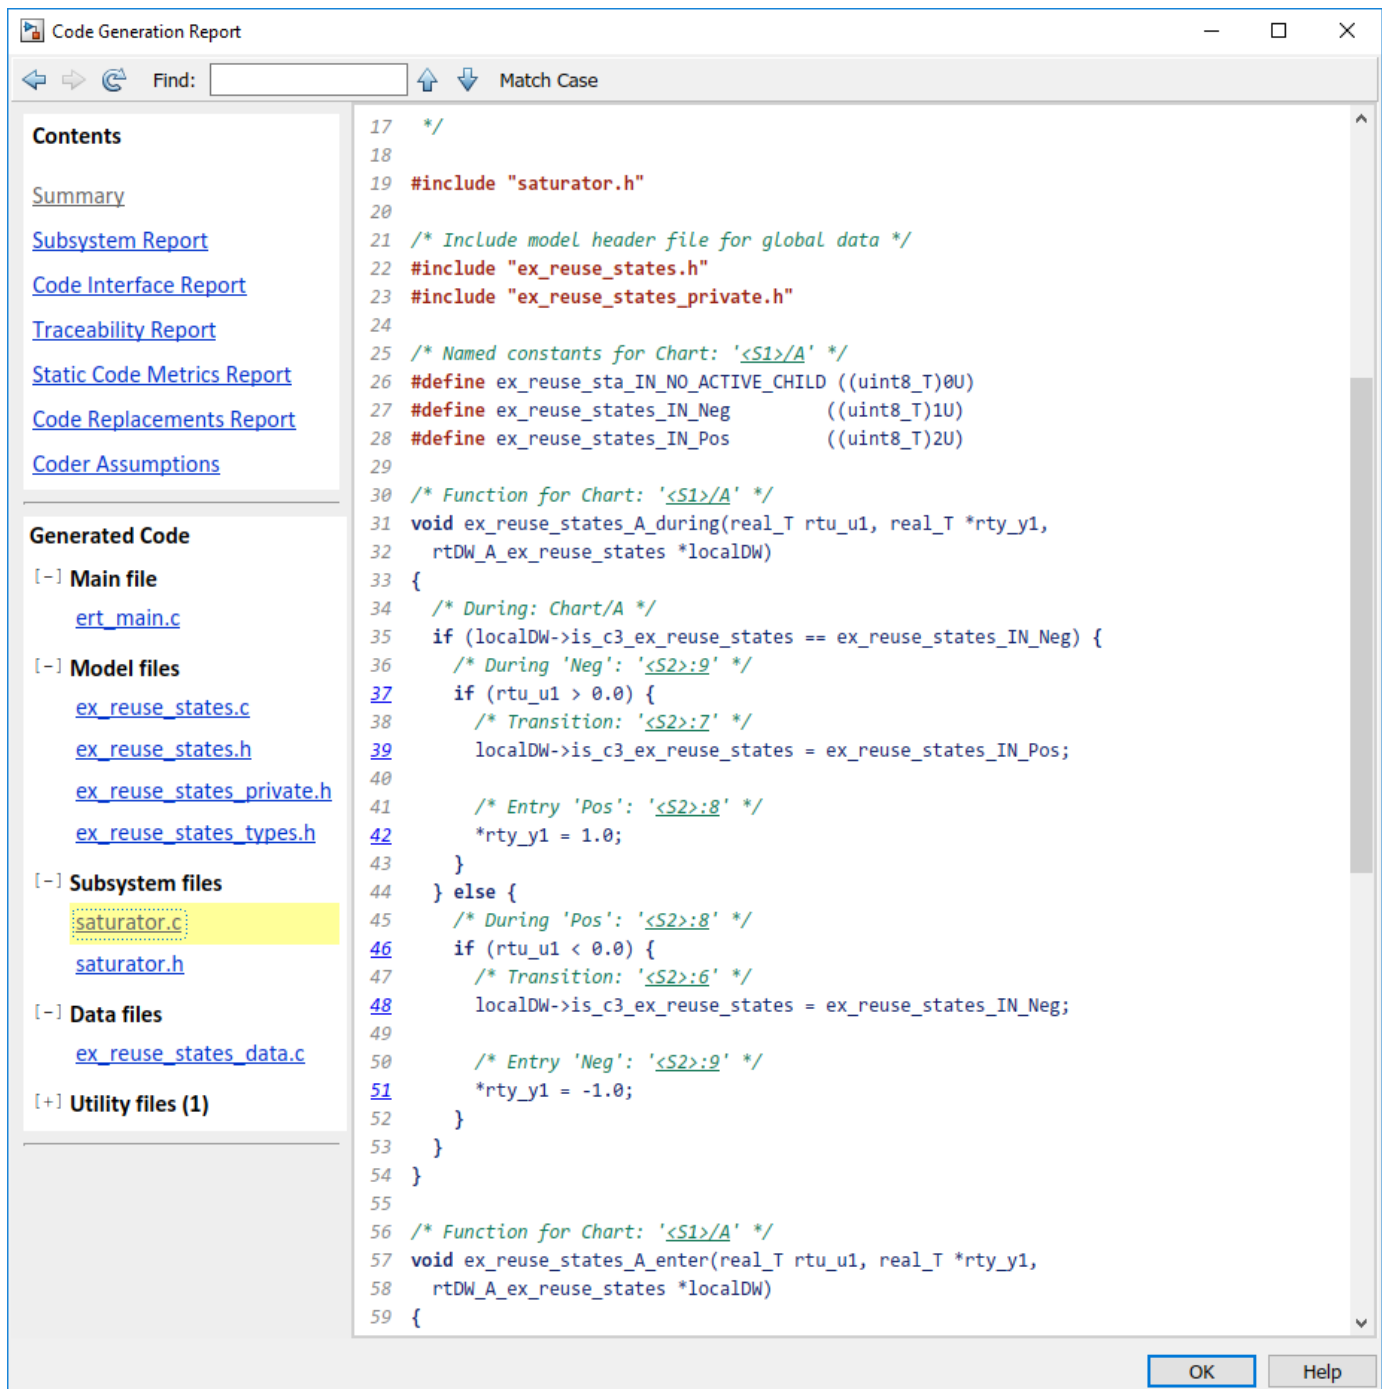 Code Generation Report
Find:
Match Case
Contents
Summary
Subsystem Report
Code Interface Report
Traceability Report
Static Code Metrics Report
Code Replacements Report
Coder Assumptions
Generated Code
[-] Main file
ert_main.c
[-] Model files
ex_reuse_states.c
ex_reuse_states.h
ex_reuse_states_private.h
ex_reuse_states_types.h
[-] Subsystem files
saturator.c
saturator.h
[-] Data files
ex_reuse_states_data.c
[+] Utility files (1)
17 */
18
19 #include "saturator.h"
20
21 /* Include model header file for global data */
22 #include "ex_reuse_states.h"
23 #include "ex_reuse_states_private.h"
24
25 /* Named constants for Chart: '<S1>/A' */
26 #define ex_reuse_sta_IN_NO_ACTIVE_CHILD ((uint8_T)0U)
27 #define ex_reuse_states_IN_Neg         ((uint8_T)1U)
28 #define ex_reuse_states_IN_Pos         ((uint8_T)2U)
29
30 /* Function for Chart: '<S1>/A' */
31 void ex_reuse_states_A_during(real_T rtu_u1, real_T *rty_y1,
32   rtDW_A_ex_reuse_states *localDW)
33 {
34   /* During: Chart/A */
35   if (localDW->is_c3_ex_reuse_states == ex_reuse_states_IN_Neg) {
36     /* During 'Neg': '<S2>:9' */
37     if (rtu_u1 > 0.0) {
38       /* Transition: '<S2>:7' */
39       localDW->is_c3_ex_reuse_states = ex_reuse_states_IN_Pos;
40
41       /* Entry 'Pos': '<S2>:8' */
42       *rty_y1 = 1.0;
43     }
44   } else {
45     /* During 'Pos': '<S2>:8' */
46     if (rtu_u1 < 0.0) {
47       /* Transition: '<S2>:6' */
48       localDW->is_c3_ex_reuse_states = ex_reuse_states_IN_Neg;
49
50       /* Entry 'Neg': '<S2>:9' */
51       *rty_y1 = -1.0;
52     }
53   }
54 }
55
56 /* Function for Chart: '<S1>/A' */
57 void ex_reuse_states_A_enter(real_T rtu_u1, real_T *rty_y1,
58   rtDW_A_ex_reuse_states *localDW)
59 {
OK
Help